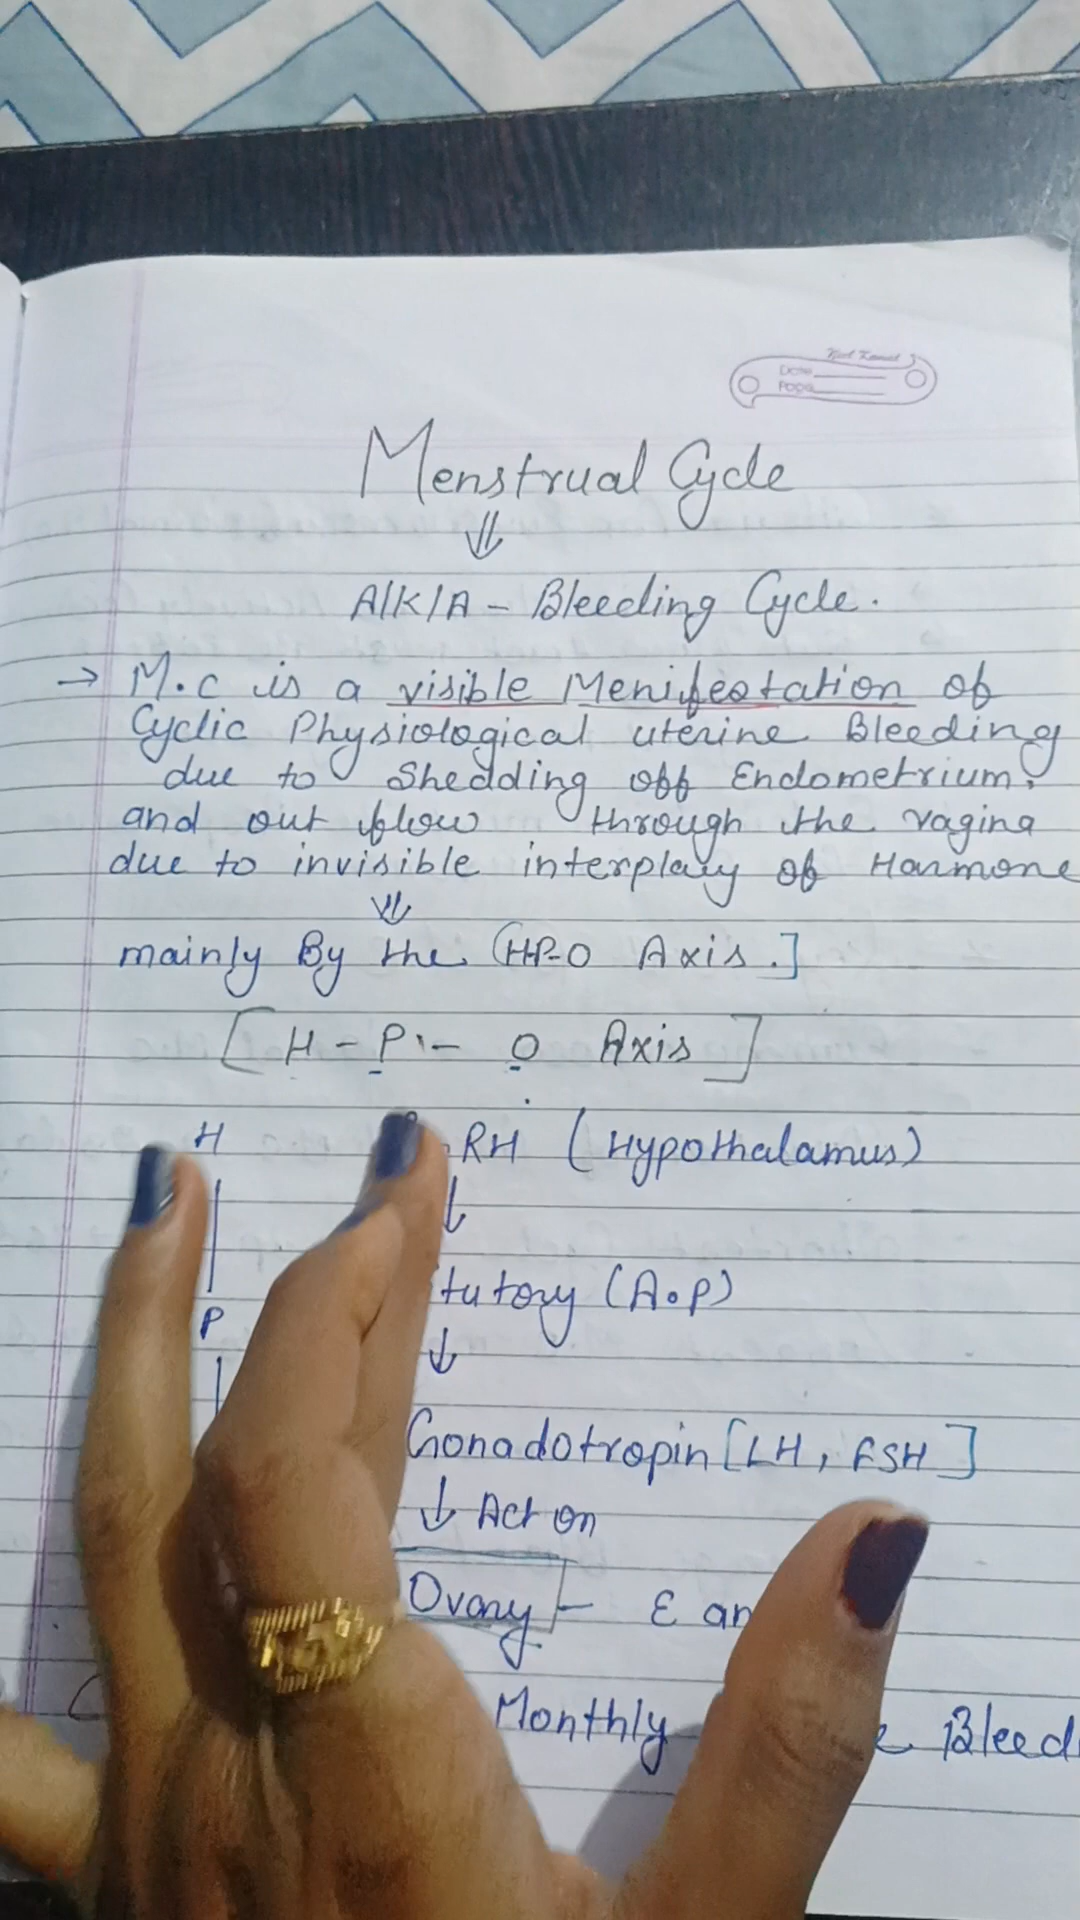 Date
Page
Menstrual Cycle
⇓
A/K/A - Bleeding Cycle.
→ M.C is a visible Menifestation of
Cyclic Physiological uterine Bleeding
due to Shedding off Endometrium,
and out flow through the vagina
due to invisible interplay of Harmone
⇓
mainly By the (H-P-O Axis.]
[H - P - O Axis]
H RH (Hypothalamus)
↓
P tutory (A.P)
↓
Gonadotropin [LH, FSH]
↓ Act on
Ovary - E an
Monthly Bleed